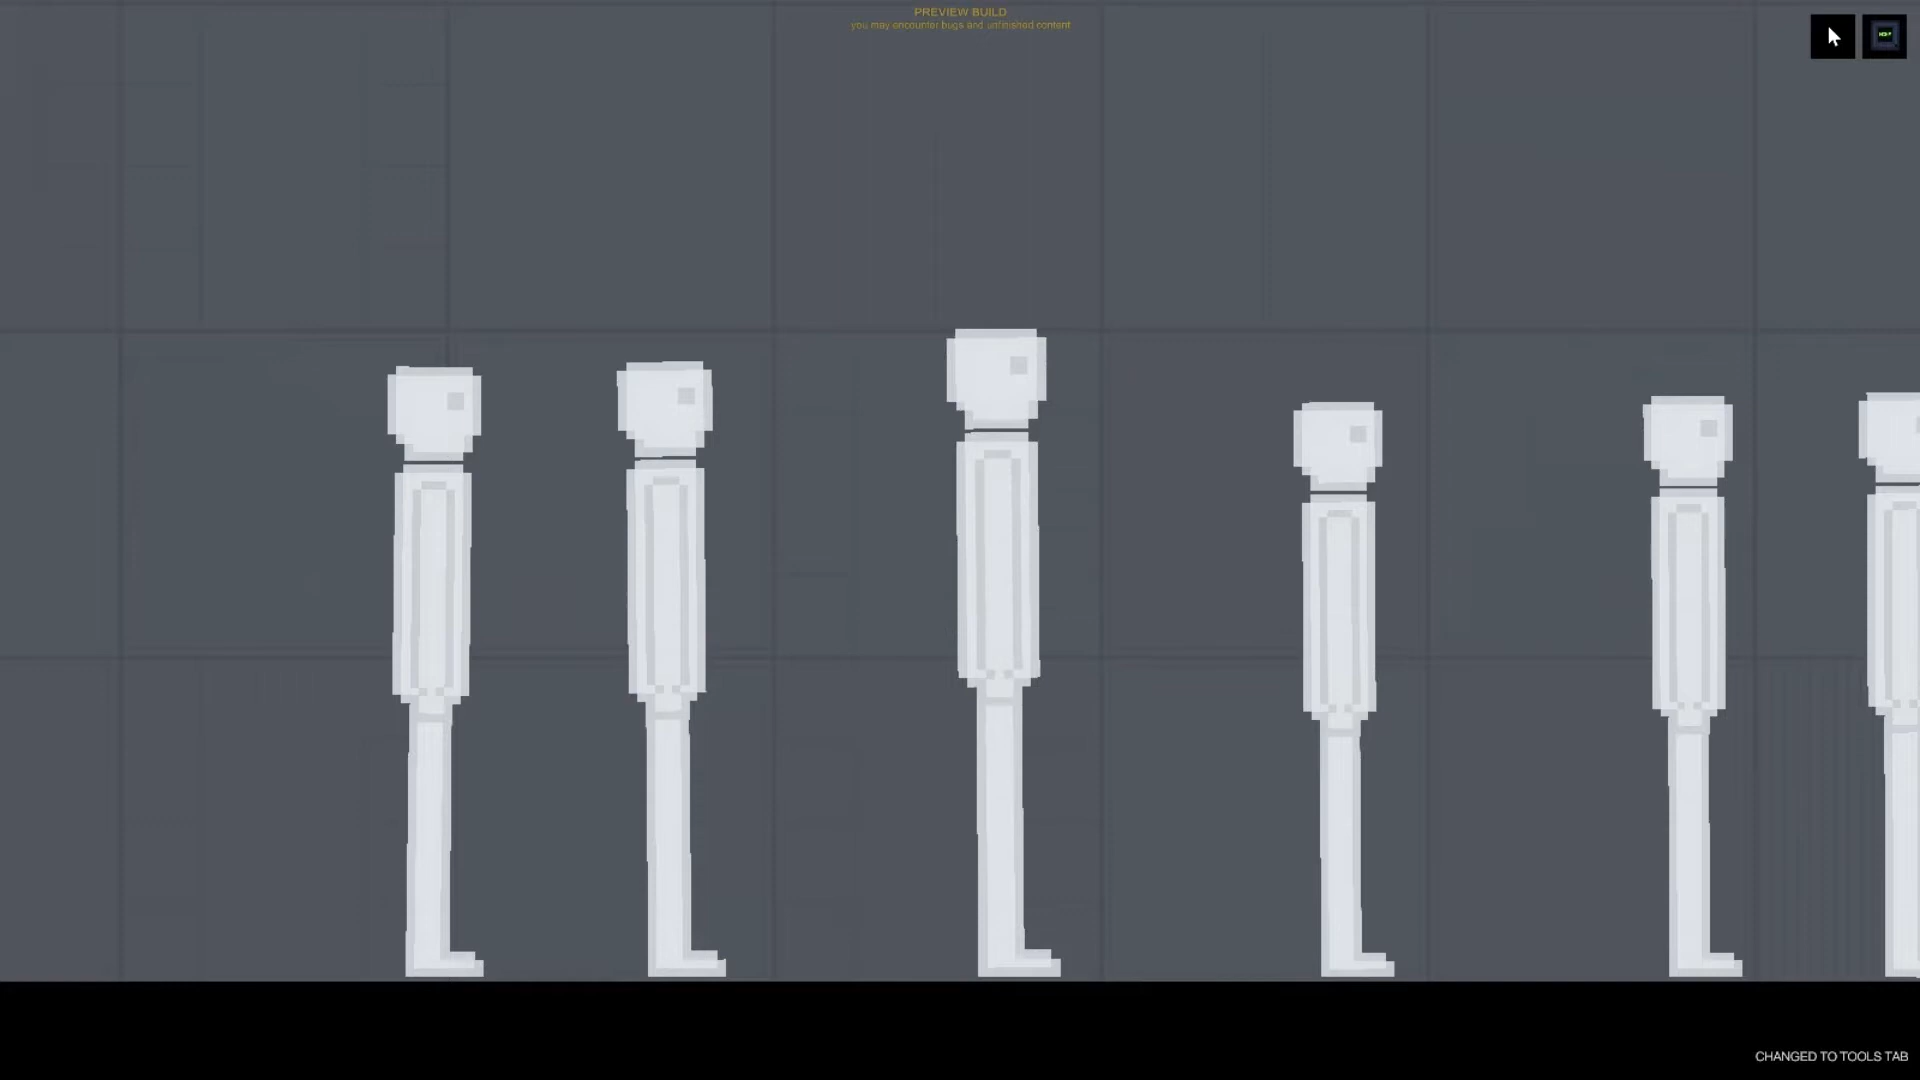 PREVIEW BUILD
you may encounter bugs and unfinished content
CHANGED TO TOOLS TAB